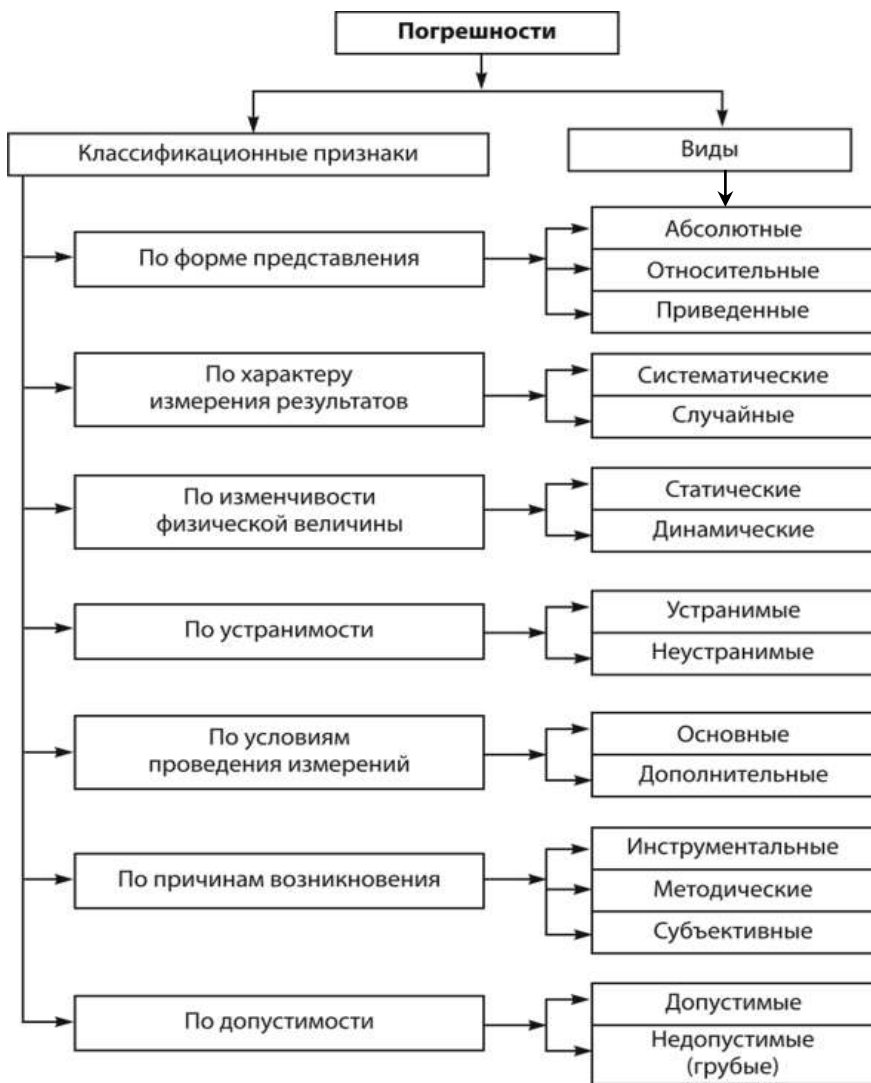 Погрешности
Классификационные признаки
Виды
По форме представления
Абсолютные
Относительные
Приведенные
По характеру
измерения результатов
Систематические
Случайные
По изменчивости
физической величины
Статические
Динамические
По устранимости
Устранимые
Неустранимые
По условиям
проведения измерений
Основные
Дополнительные
По причинам возникновения
Инструментальные
Методические
Субъективные
По допустимости
Допустимые
Недопустимые
(грубые)